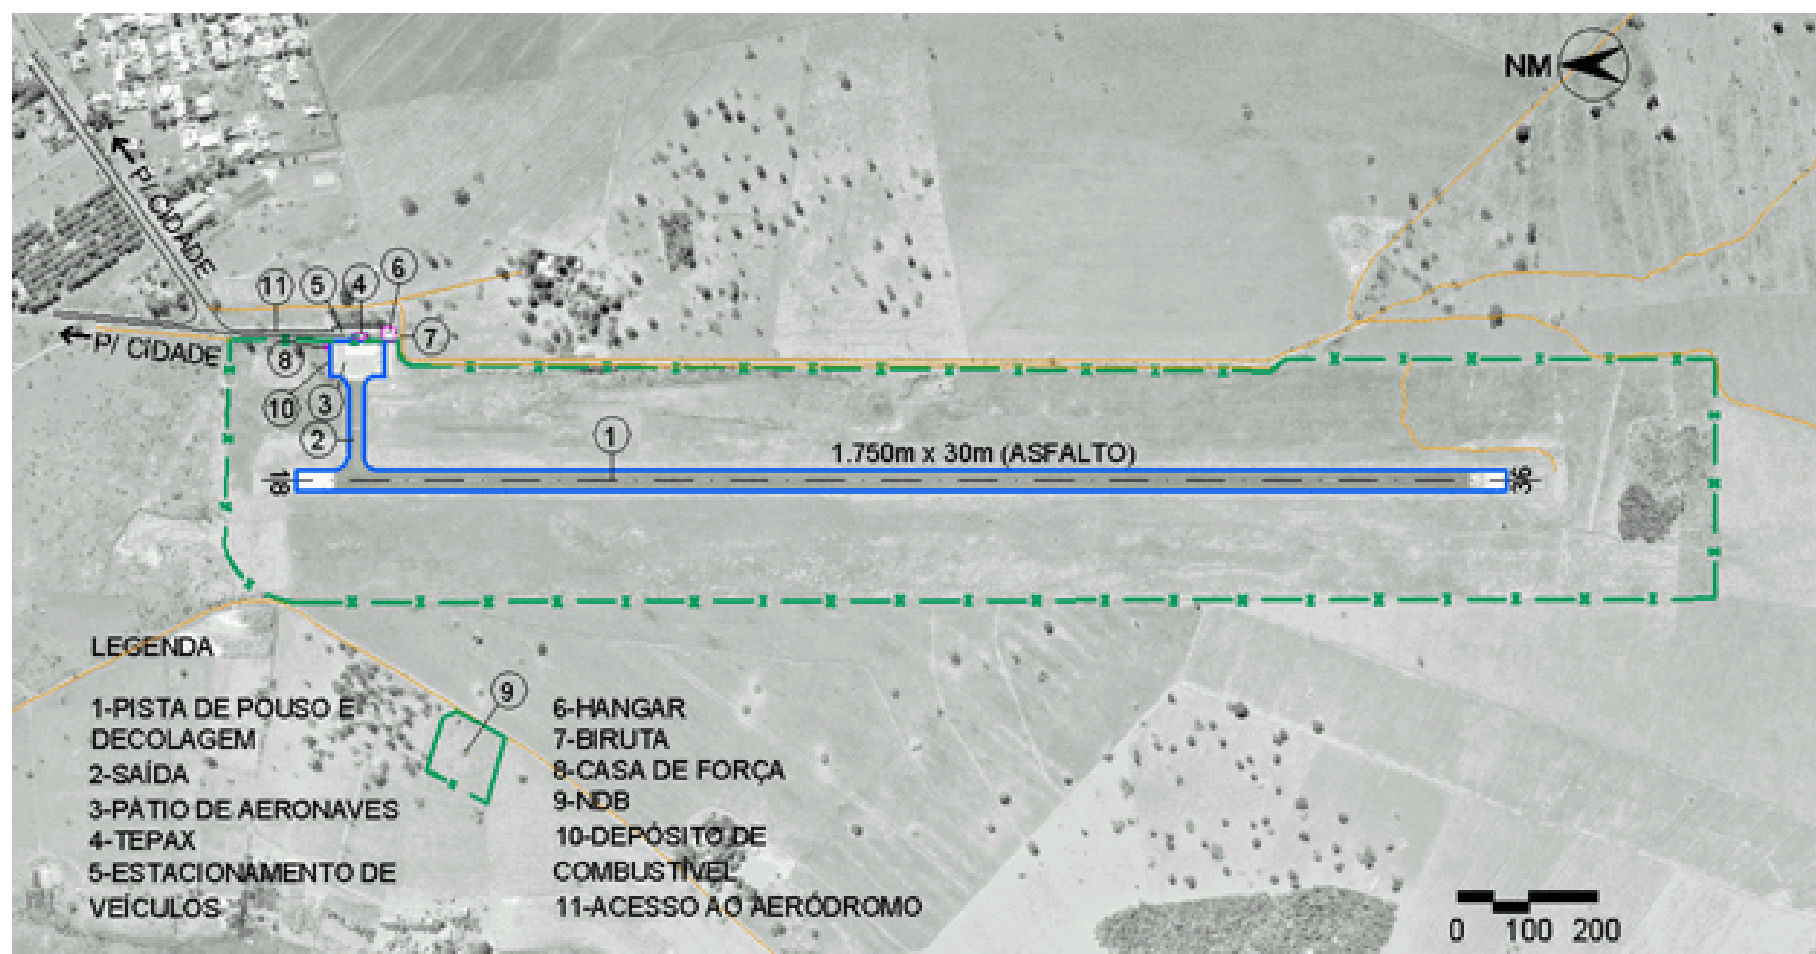 NM
P/ CIDADE
P/ CIDADE
11
5
4
6
7
8
10
3
2
1
1.750m x 30m (ASFALTO)
18
36
LEGENDA
1-PISTA DE POUSO E
DECOLAGEM
2-SAÍDA
3-PÁTIO DE AERONAVES
4-TEPAX
5-ESTACIONAMENTO DE
VEÍCULOS
9
6-HANGAR
7-BIRUTA
8-CASA DE FORÇA
9-NDB
10-DEPÓSITO DE
COMBUSTÍVEL
11-ACESSO AO AERÓDROMO
0 100 200